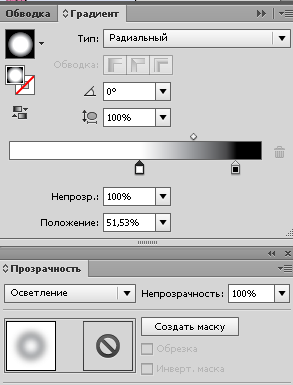 Обводка Градиент
Тип: Радиальный
Обводка:
0°
100%
Непрозр.: 100%
Положение: 51,53%
Прозрачность
Осветление Непрозрачность: 100%
Создать маску
Обрезка
Инверт. маска